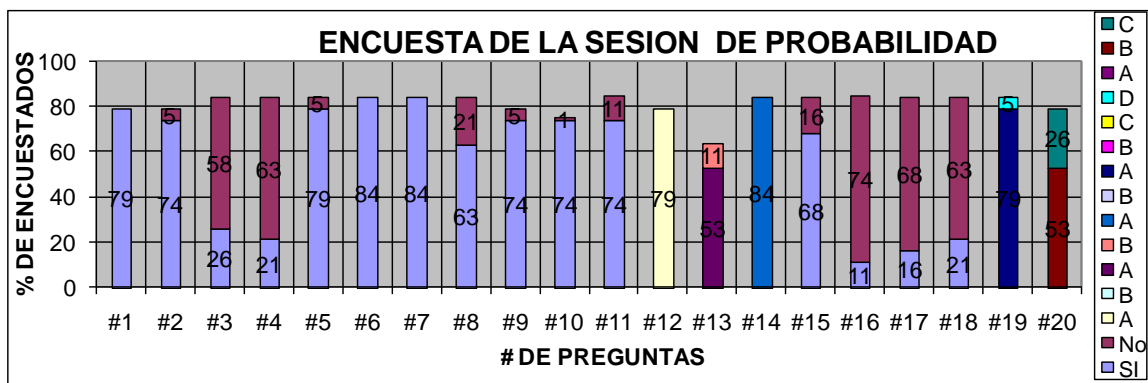 ENCUESTA DE LA SESION DE PROBABILIDAD
% DE ENCUESTADOS
100
80
60
40
20
0
79
74
5
26
58
21
63
79
5
84
84
63
21
74
5
74
1
74
11
79
53
11
84
68
16
11
74
16
68
21
63
79
5
53
26
#1 #2 #3 #4 #5 #6 #7 #8 #9 #10 #11 #12 #13 #14 #15 #16 #17 #18 #19 #20
# DE PREGUNTAS
C
B
A
D
C
B
A
B
A
B
A
B
A
No
SI